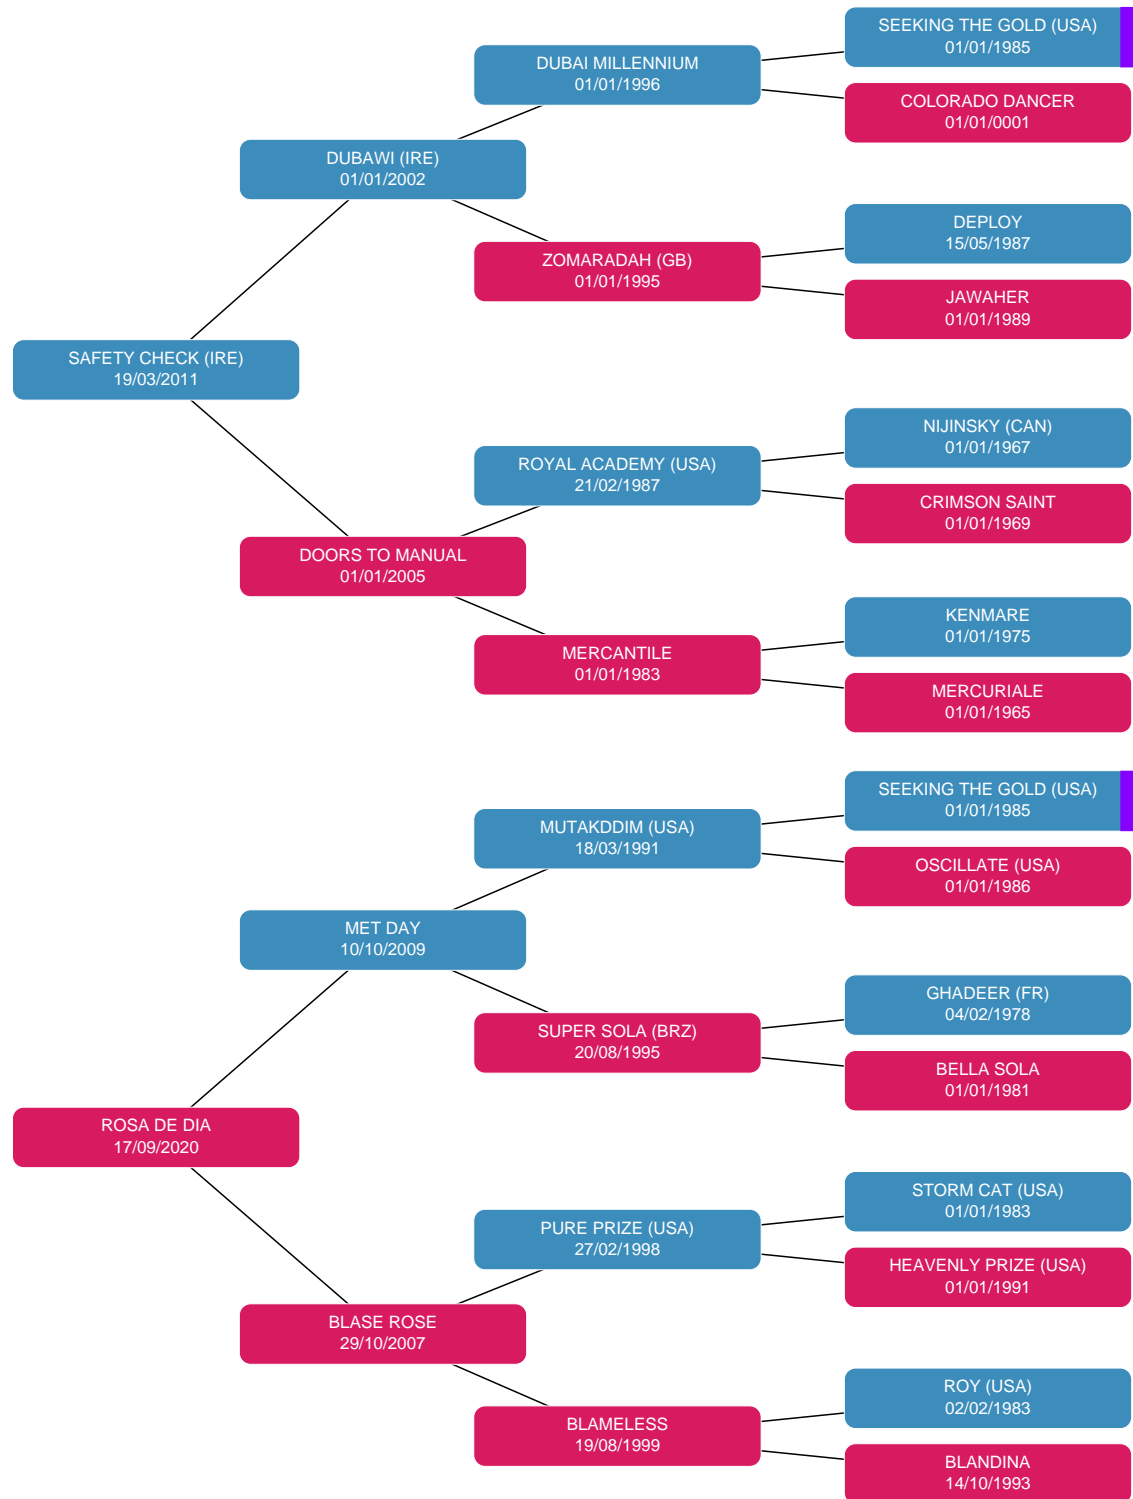 SEEKING THE GOLD (USA)
01/01/1985
DUBAI MILLENNIUM
01/01/1996
COLORADO DANCER
01/01/0001
DUBAWI (IRE)
01/01/2002
DEPLOY
15/05/1987
ZOMARADAH (GB)
01/01/1995
JAWAHER
01/01/1989
SAFETY CHECK (IRE)
19/03/2011
NIJINSKY (CAN)
01/01/1967
ROYAL ACADEMY (USA)
21/02/1987
CRIMSON SAINT
01/01/1969
DOORS TO MANUAL
01/01/2005
KENMARE
01/01/1975
MERCANTILE
01/01/1983
MERCURIALE
01/01/1965
SEEKING THE GOLD (USA)
01/01/1985
MUTAKDDIM (USA)
18/03/1991
OSCILLATE (USA)
01/01/1986
MET DAY
10/10/2009
GHADEER (FR)
04/02/1978
SUPER SOLA (BRZ)
20/08/1995
BELLA SOLA
01/01/1981
ROSA DE DIA
17/09/2020
STORM CAT (USA)
01/01/1983
PURE PRIZE (USA)
27/02/1998
HEAVENLY PRIZE (USA)
01/01/1991
BLASE ROSE
29/10/2007
ROY (USA)
02/02/1983
BLAMELESS
19/08/1999
BLANDINA
14/10/1993